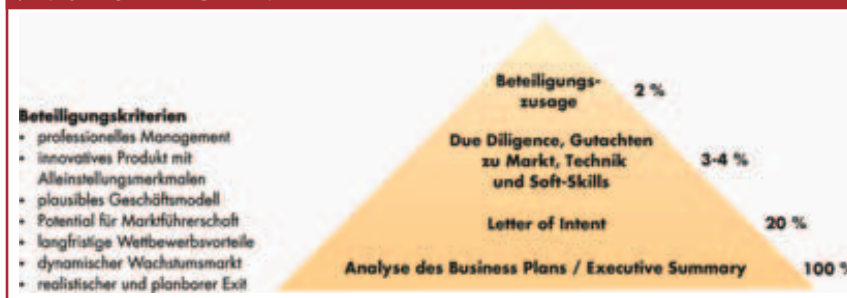 Beteiligungskriterien
• professionelles Management
• innovatives Produkt mit
Alleinstellungsmerkmalen
• plausibles Geschäftsmodell
• Potential für Marktführerschaft
• langfristige Wettbewerbsvorteile
• dynamischer Wachstumsmarkt
• realistischer und planbarer Exit
Beteiligungs-
zusage
2 %
Due Diligence, Gutachten
zu Markt, Technik
und Soft-Skills
3-4 %
Letter of Intent
20 %
Analyse des Business Plans / Executive Summary
100 %